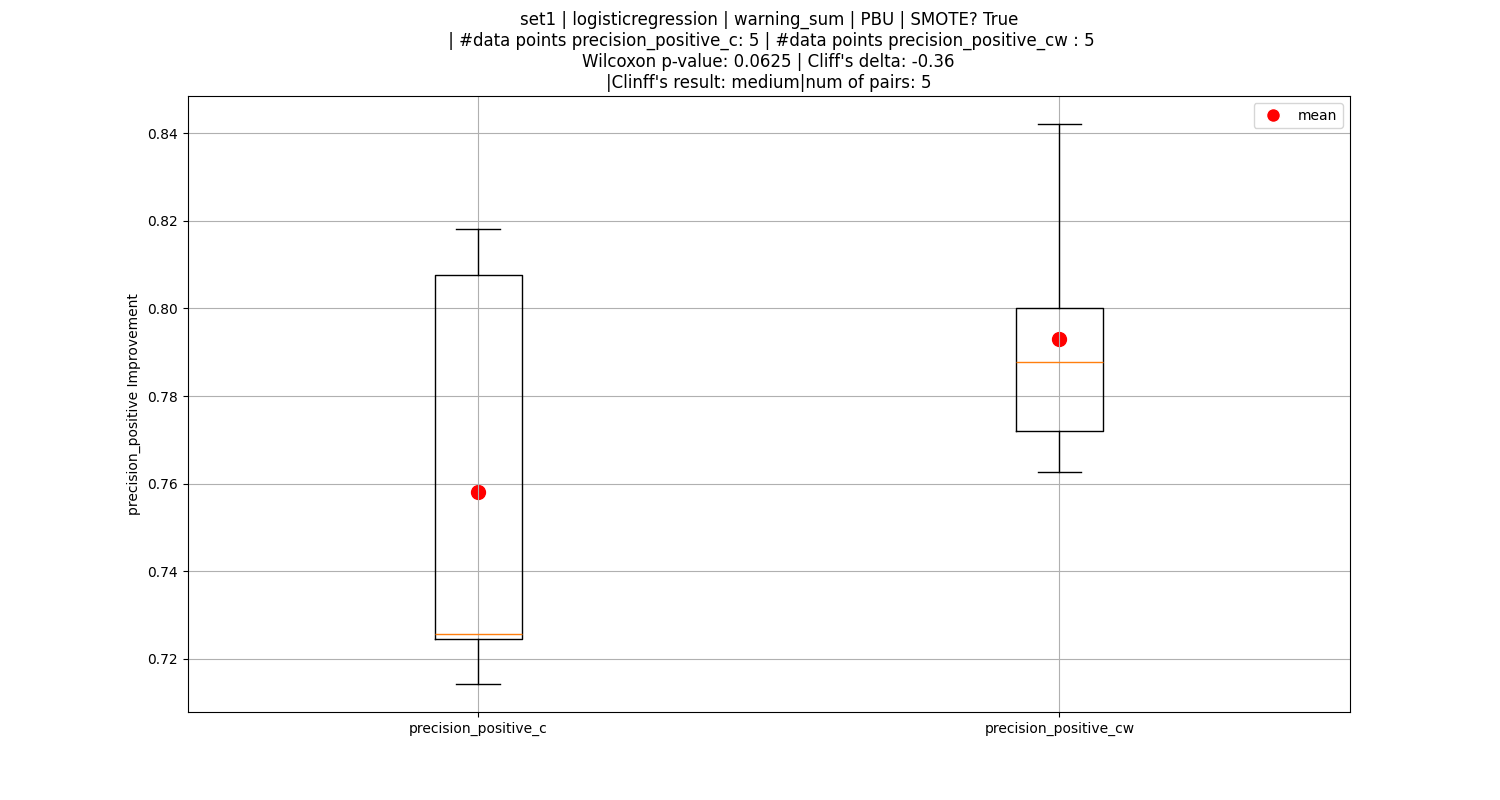 set1 | logisticregression | warning_sum | PBU | SMOTE? True
| #data points precision_positive_c: 5 | #data points precision_positive_cw : 5
Wilcoxon p-value: 0.0625 | Cliff's delta: -0.36
|Clinff's result: medium|num of pairs: 5
mean
0.84
0.82
0.80
0.78
0.76
0.74
0.72
precision_positive Improvement
precision_positive_c
precision_positive_cw